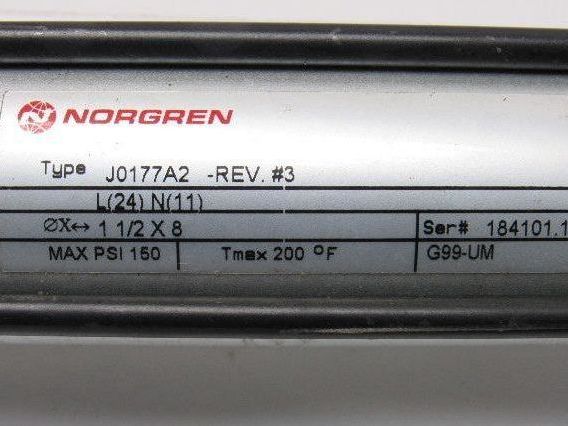 NORGREN
Type J0177A2 -REV. #3
L(24) N(11)
ØX↔ 1 1/2 X 8 Ser# 184101.1
MAX PSI 150 Tmax 200 °F G99-UM